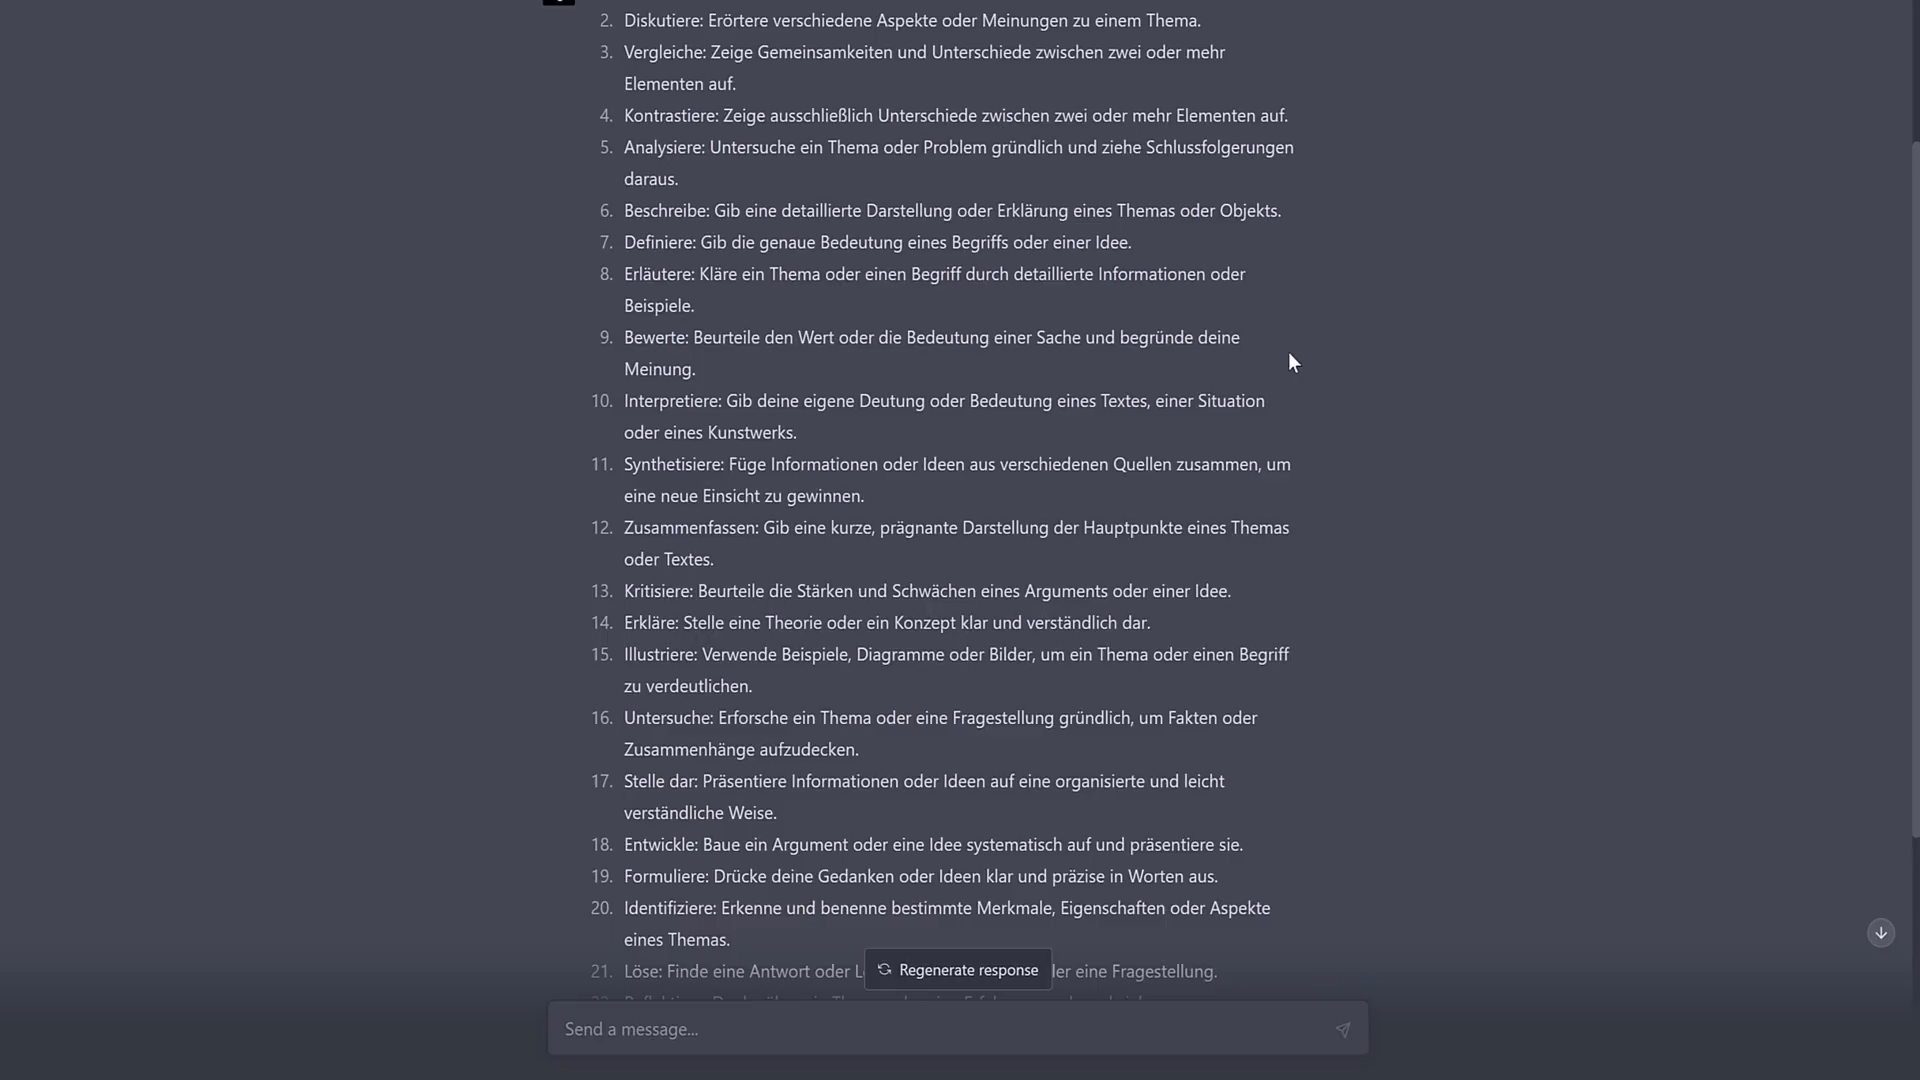 2. Diskutiere: Erörtere verschiedene Aspekte oder Meinungen zu einem Thema.
3. Vergleiche: Zeige Gemeinsamkeiten und Unterschiede zwischen zwei oder mehr
Elementen auf.
4. Kontrastiere: Zeige ausschließlich Unterschiede zwischen zwei oder mehr Elementen auf.
5. Analysiere: Untersuche ein Thema oder Problem gründlich und ziehe Schlussfolgerungen
daraus.
6. Beschreibe: Gib eine detaillierte Darstellung oder Erklärung eines Themas oder Objekts.
7. Definiere: Gib die genaue Bedeutung eines Begriffs oder einer Idee.
8. Erläutere: Kläre ein Thema oder einen Begriff durch detaillierte Informationen oder
Beispiele.
9. Bewerte: Beurteile den Wert oder die Bedeutung einer Sache und begründe deine
Meinung.
10. Interpretiere: Gib deine eigene Deutung oder Bedeutung eines Textes, einer Situation
oder eines Kunstwerks.
11. Synthetisiere: Füge Informationen oder Ideen aus verschiedenen Quellen zusammen, um
eine neue Einsicht zu gewinnen.
12. Zusammenfassen: Gib eine kurze, prägnante Darstellung der Hauptpunkte eines Themas
oder Textes.
13. Kritisiere: Beurteile die Stärken und Schwächen eines Arguments oder einer Idee.
14. Erkläre: Stelle eine Theorie oder ein Konzept klar und verständlich dar.
15. Illustriere: Verwende Beispiele, Diagramme oder Bilder, um ein Thema oder einen Begriff
zu verdeutlichen.
16. Untersuche: Erforsche ein Thema oder eine Fragestellung gründlich, um Fakten oder
Zusammenhänge aufzudecken.
17. Stelle dar: Präsentiere Informationen oder Ideen auf eine organisierte und leicht
verständliche Weise.
18. Entwickle: Baue ein Argument oder eine Idee systematisch auf und präsentiere sie.
19. Formuliere: Drücke deine Gedanken oder Ideen klar und präzise in Worten aus.
20. Identifiziere: Erkenne und benenne bestimmte Merkmale, Eigenschaften oder Aspekte
eines Themas.
21. Löse: Finde eine Antwort oder eine Fragestellung.
Regenerate response
Send a message...